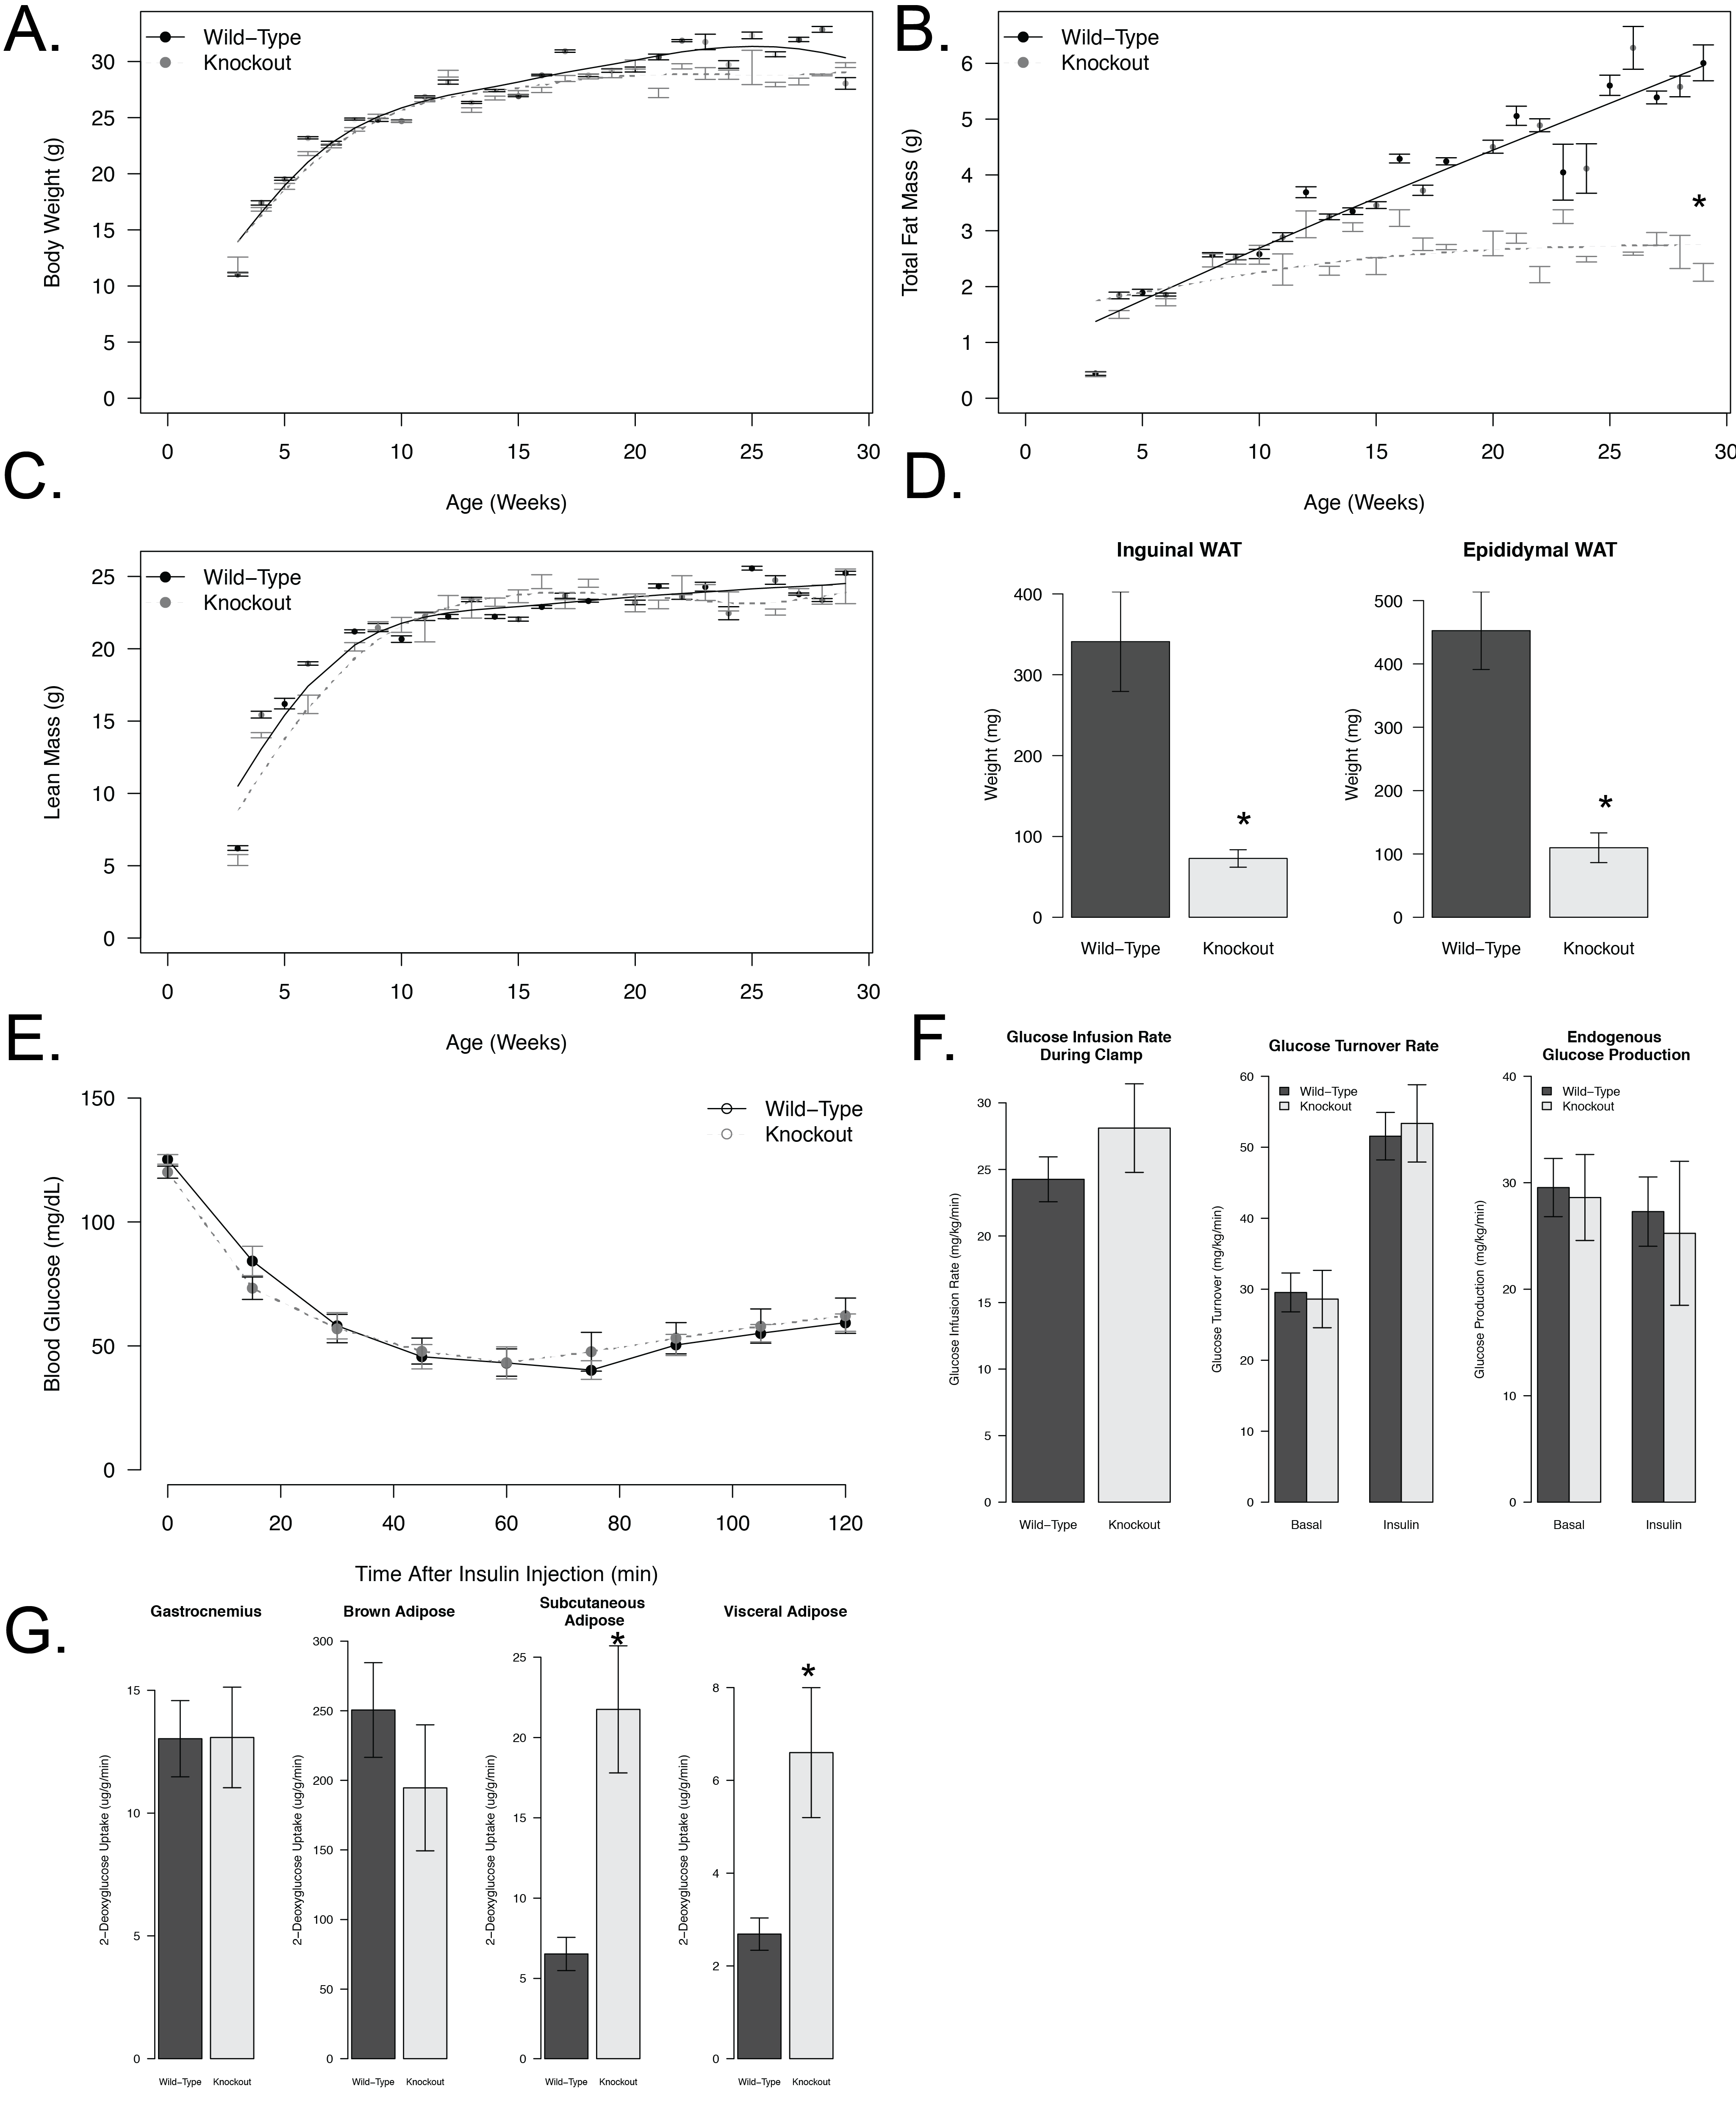 A.
Wild−Type
Knockout
Body Weight (g)
30
25
20
15
10
5
0
0 5 10 15 20 25 30
Age (Weeks)
B.
Wild−Type
Knockout
Total Fat Mass (g)
6
5
4
3
2
1
0
*
0 5 10 15 20 25 30
Age (Weeks)
C.
Wild−Type
Knockout
Lean Mass (g)
25
20
15
10
5
0
0 5 10 15 20 25 30
Age (Weeks)
D.
Inguinal WAT
Weight (mg)
400
300
200
100
0
*
Wild−Type Knockout
Epididymal WAT
Weight (mg)
500
400
300
200
100
0
*
Wild−Type Knockout
E.
Wild−Type
Knockout
Blood Glucose (mg/dL)
150
100
50
0
0 20 40 60 80 100 120
Time After Insulin Injection (min)
F.
Glucose Infusion Rate
During Clamp
Glucose Infusion Rate (mg/kg/min)
30
25
20
15
10
5
0
Wild−Type Knockout
Glucose Turnover Rate
Wild−Type
Knockout
Glucose Turnover (mg/kg/min)
60
50
40
30
20
10
0
Basal Insulin
Endogenous
Glucose Production
Wild−Type
Knockout
Glucose Production (mg/kg/min)
40
30
20
10
0
Basal Insulin
G.
Gastrocnemius
2−Deoxyglucose Uptake (ug/g/min)
15
10
5
0
Wild−Type Knockout
Brown Adipose
2−Deoxyglucose Uptake (ug/g/min)
300
250
200
150
100
50
0
Wild−Type Knockout
Subcutaneous
Adipose
*
2−Deoxyglucose Uptake (ug/g/min)
25
20
15
10
5
0
Wild−Type Knockout
Visceral Adipose
*
2−Deoxyglucose Uptake (ug/g/min)
8
6
4
2
0
Wild−Type Knockout